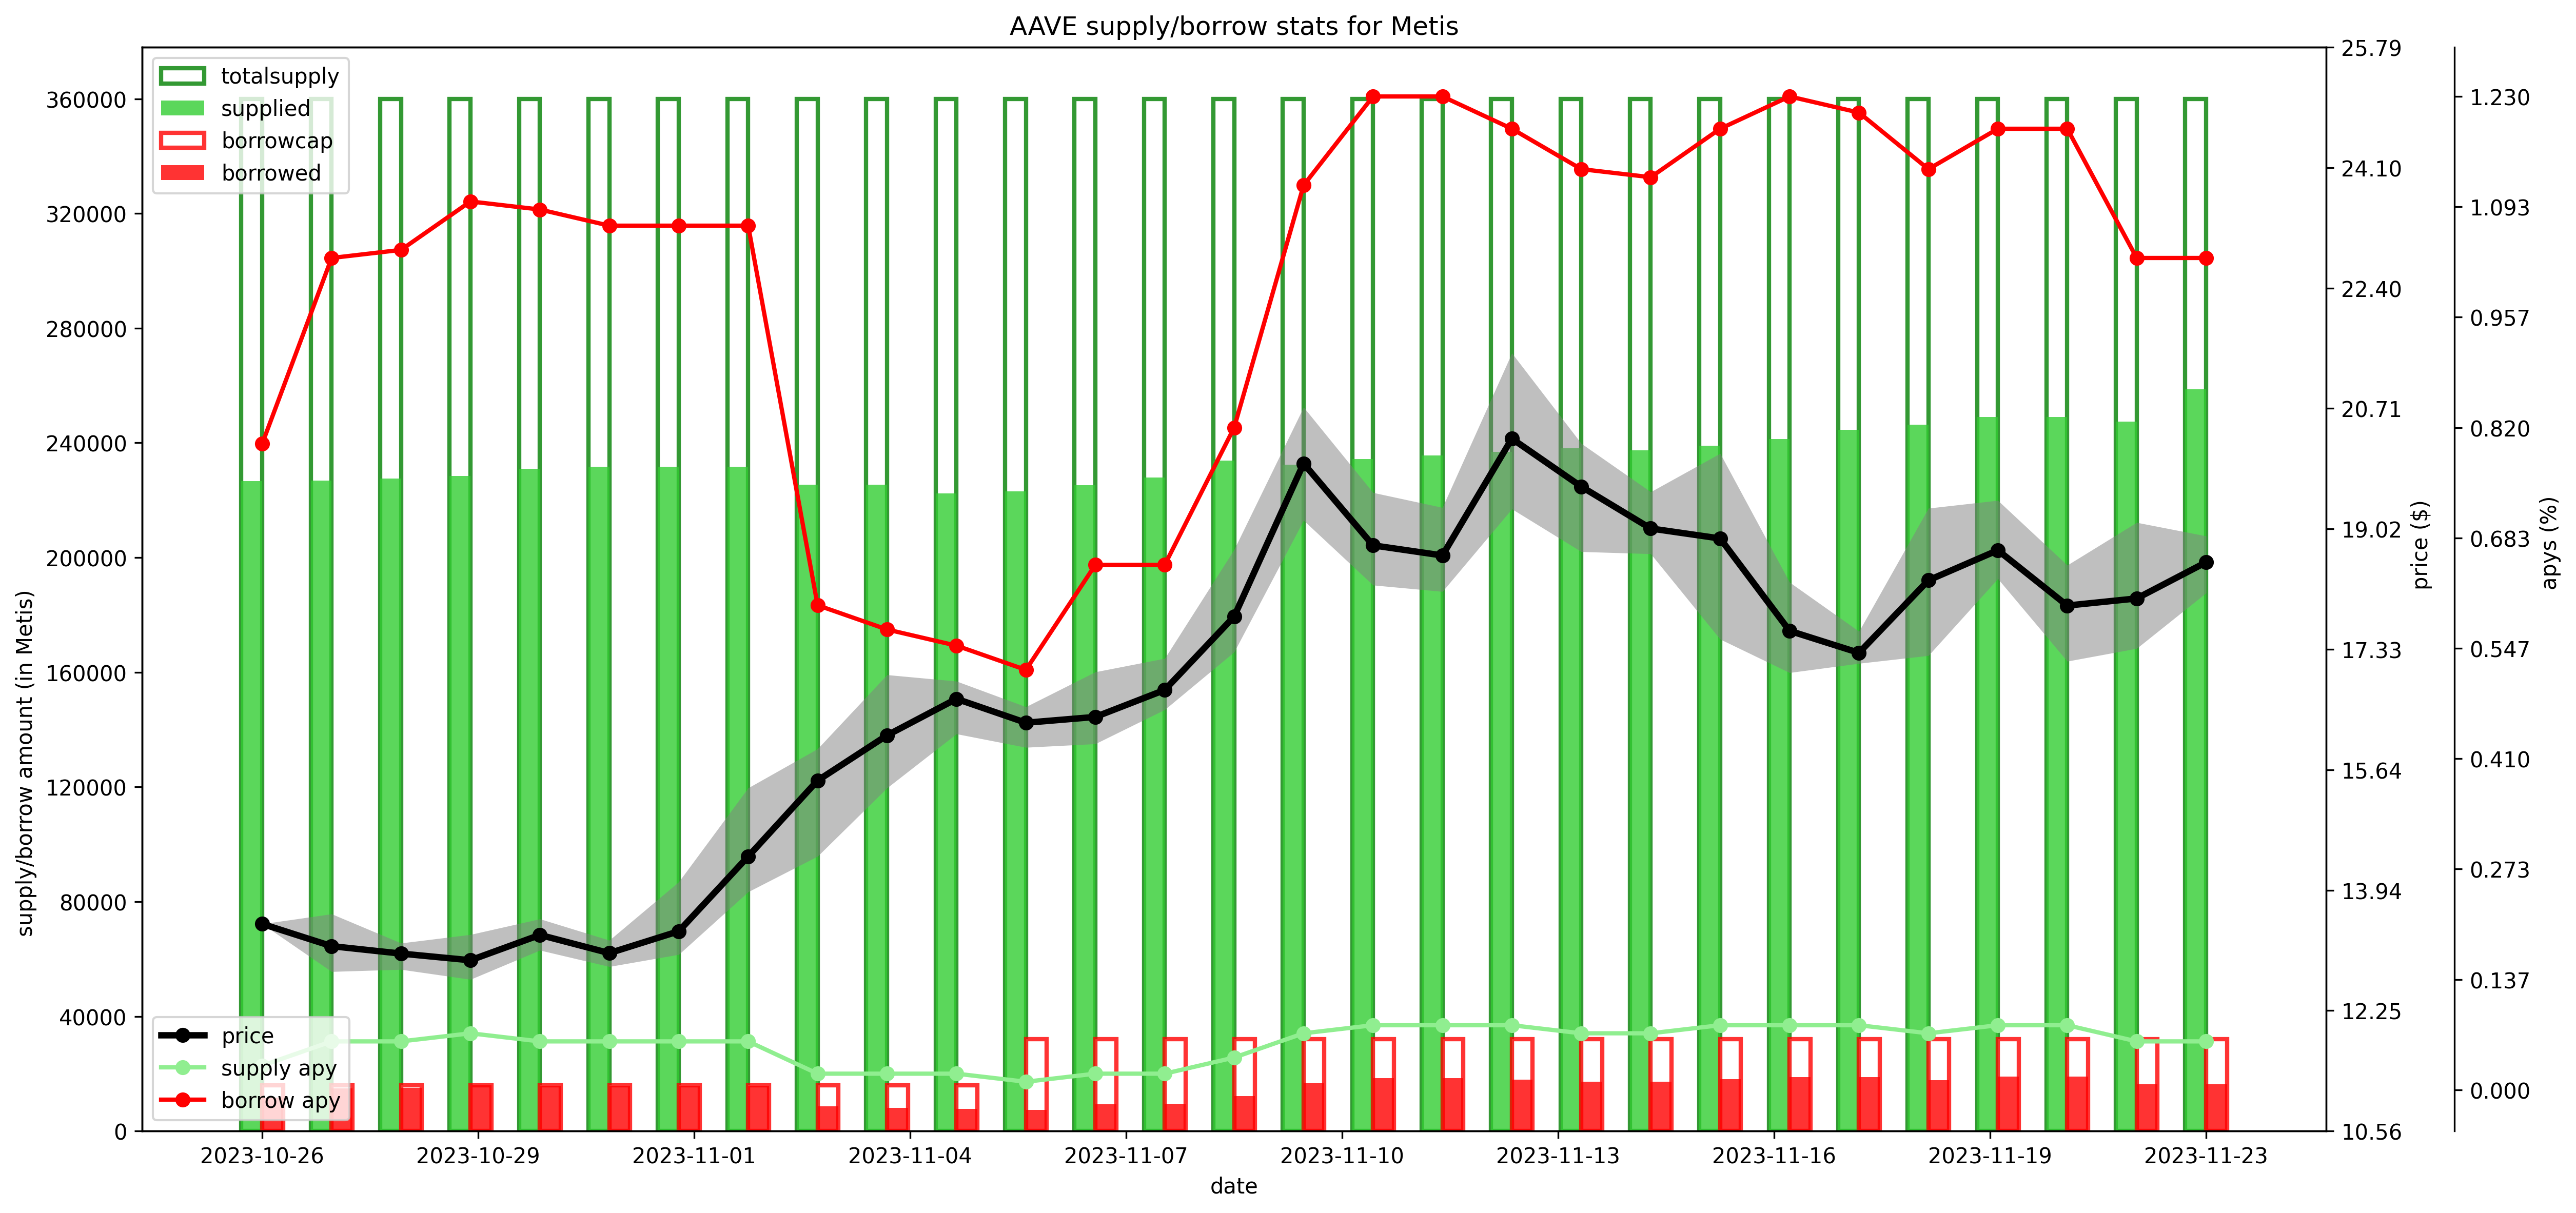 AAVE supply/borrow stats for Metis
totalsupply
supplied
borrowcap
borrowed
price
supply apy
borrow apy
supply/borrow amount (in Metis)
360000
320000
280000
240000
200000
160000
120000
80000
40000
0
25.79
24.10
22.40
20.71
19.02
17.33
15.64
13.94
12.25
10.56
price ($)
1.230
1.093
0.957
0.820
0.683
0.547
0.410
0.273
0.137
0.000
apys (%)
2023-10-26 2023-10-29 2023-11-01 2023-11-04 2023-11-07 2023-11-10 2023-11-13 2023-11-16 2023-11-19 2023-11-23
date